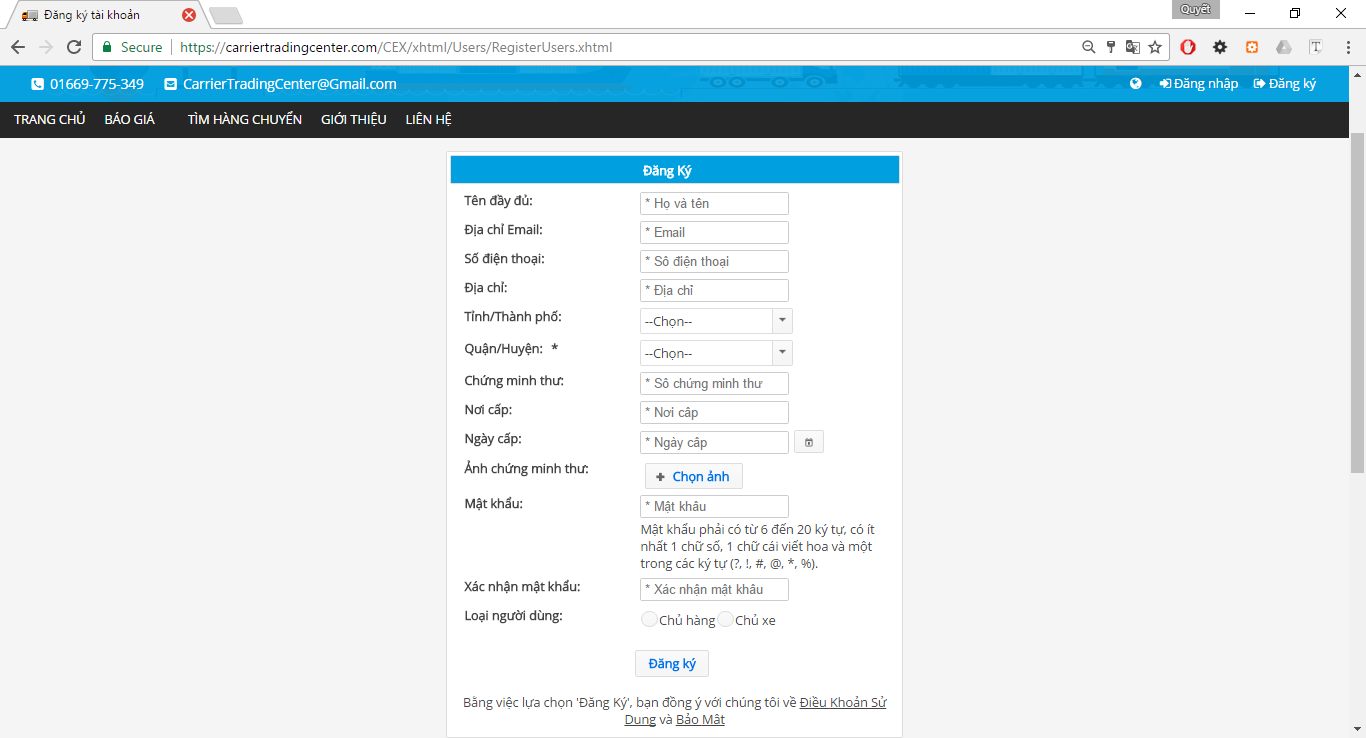 Đăng ký tài khoản
Quyết
Secure https://carriertradingcenter.com/CEX/xhtml/Users/RegisterUsers.xhtml
01669-775-349 CarrierTradingCenter@Gmail.com Đăng nhập Đăng ký
TRANG CHỦ BÁO GIÁ TÌM HÀNG CHUYỂN GIỚI THIỆU LIÊN HỆ
Đăng Ký
Tên đầy đủ: * Họ và tên
Địa chỉ Email: * Email
Số điện thoại: * Số điện thoại
Địa chỉ: * Địa chỉ
Tỉnh/Thành phố: --Chọn--
Quận/Huyện: * --Chọn--
Chứng minh thư: * Số chứng minh thư
Nơi cấp: * Nơi cấp
Ngày cấp: * Ngày cấp
Ảnh chứng minh thư: + Chọn ảnh
Mật khẩu: * Mật khẩu
Mật khẩu phải có từ 6 đến 20 ký tự, có ít
nhất 1 chữ số, 1 chữ cái viết hoa và một
trong các ký tự (?, !, #, @, *, %).
Xác nhận mật khẩu: * Xác nhận mật khẩu
Loại người dùng: Chủ hàng Chủ xe
Đăng ký
Bằng việc lựa chọn 'Đăng Ký', bạn đồng ý với chúng tôi về Điều Khoản Sử
Dụng và Bảo Mật